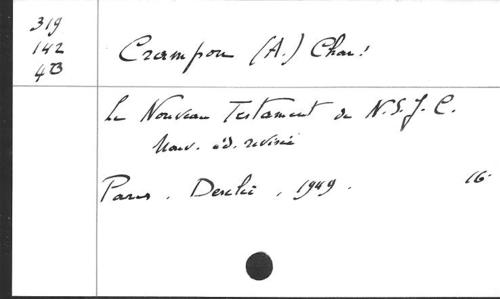 319
142
4B
Crampon (A.) Chan.
Le Nouveau Testament de N.S.J.C.
Nouv. éd. revisée
Paris. Desclée, 1949. 16°